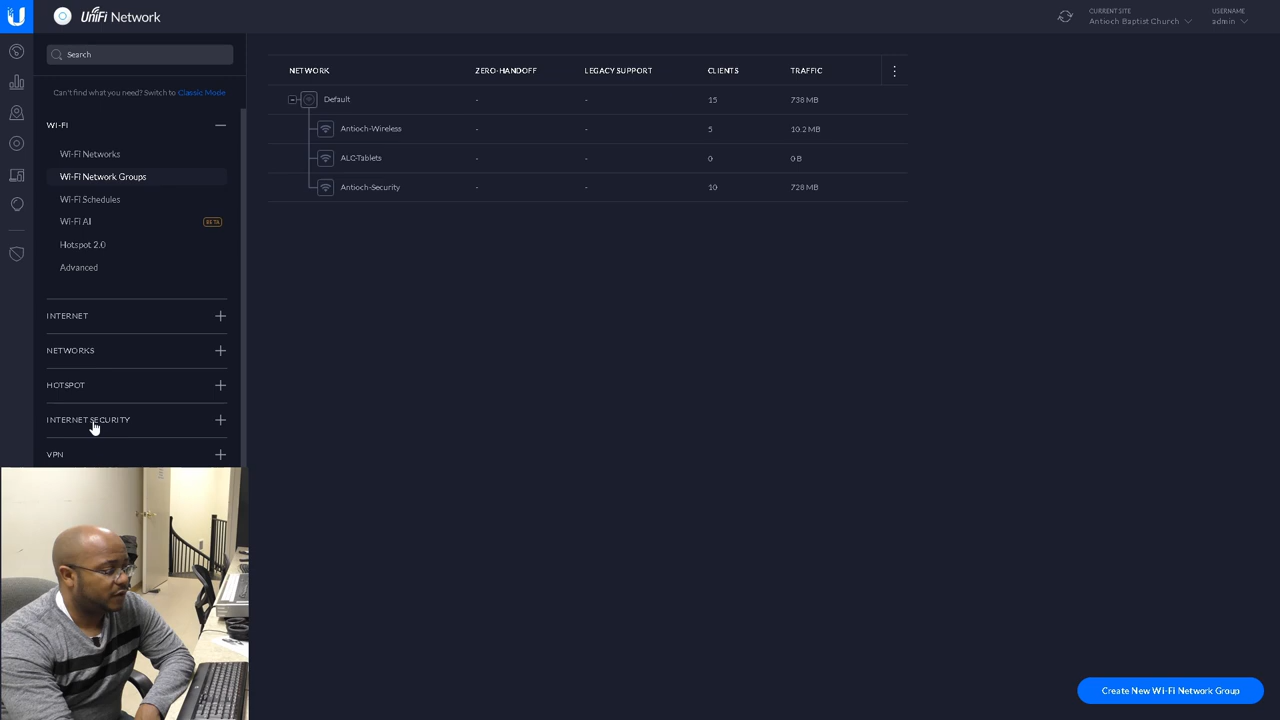 UniFi Network
CURRENT SITE
Antioch Baptist Church
USERNAME
admin
Search
Can't find what you need? Switch to Classic Mode
WI-FI
Wi-Fi Networks
Wi-Fi Network Groups
Wi-Fi Schedules
Wi-Fi AI
BETA
Hotspot 2.0
Advanced
INTERNET
NETWORKS
HOTSPOT
INTERNET SECURITY
VPN
NETWORK ZERO-HANDOFF LEGACY SUPPORT CLIENTS TRAFFIC
Default - - 15 738 MB
Antioch-Wireless - - 5 10.2 MB
ALC-Tablets - - 0 0 B
Antioch-Security - - 10 728 MB
Create New Wi-Fi Network Group